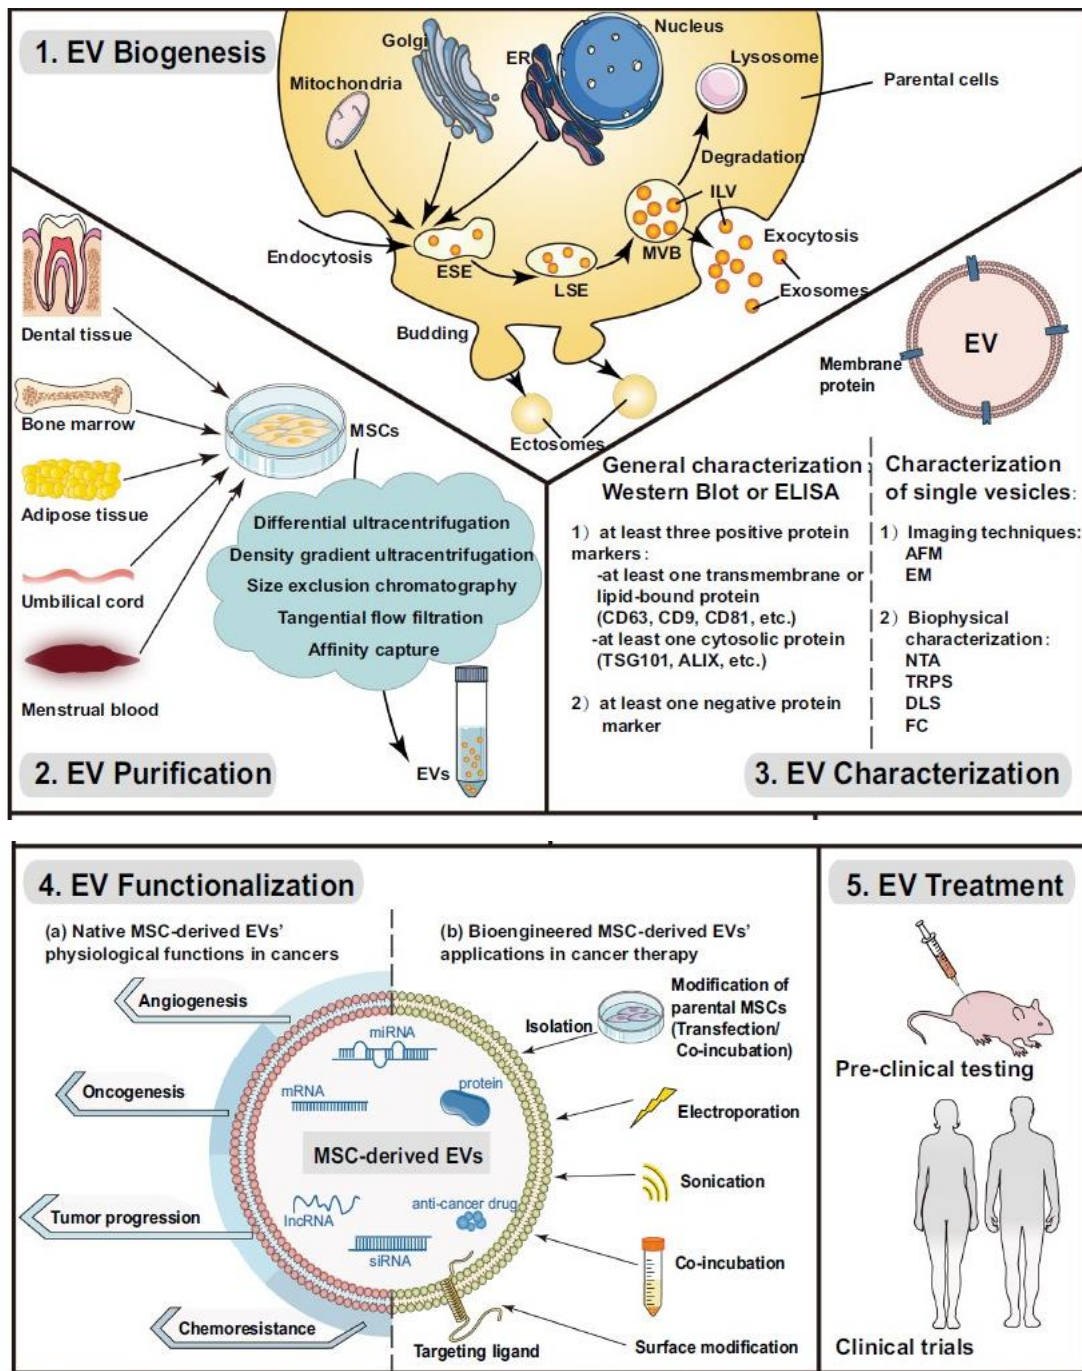 1. EV Biogenesis
Golgi
Nucleus
ER
Lysosome
Mitochondria
Parental cells
Degradation
ILV
Endocytosis
ESE
LSE
MVB
Exocytosis
Exosomes
Budding
Ectosomes
Dental tissue
Bone marrow
Adipose tissue
Umbilical cord
Menstrual blood
MSCs
Differential ultracentrifugation
Density gradient ultracentrifugation
Size exclusion chromatography
Tangential flow filtration
Affinity capture
EVs
2. EV Purification
EV
Membrane
protein
General characterization:
Western Blot or ELISA
1) at least three positive protein
markers:
-at least one transmembrane or
lipid-bound protein
(CD63, CD9, CD81, etc.)
-at least one cytosolic protein
(TSG101, ALIX, etc.)
2) at least one negative protein
marker
Characterization
of single vesicles:
1) Imaging techniques:
AFM
EM
2) Biophysical
characterization:
NTA
TRPS
DLS
FC
3. EV Characterization
4. EV Functionalization
(a) Native MSC-derived EVs'
physiological functions in cancers
Angiogenesis
Oncogenesis
Tumor progression
Chemoresistance
miRNA
mRNA
protein
MSC-derived EVs
lncRNA
anti-cancer drug
siRNA
Targeting ligand
(b) Bioengineered MSC-derived EVs'
applications in cancer therapy
Isolation
Modification of
parental MSCs
(Transfection/
Co-incubation)
Electroporation
Sonication
Co-incubation
Surface modification
5. EV Treatment
Pre-clinical testing
Clinical trials